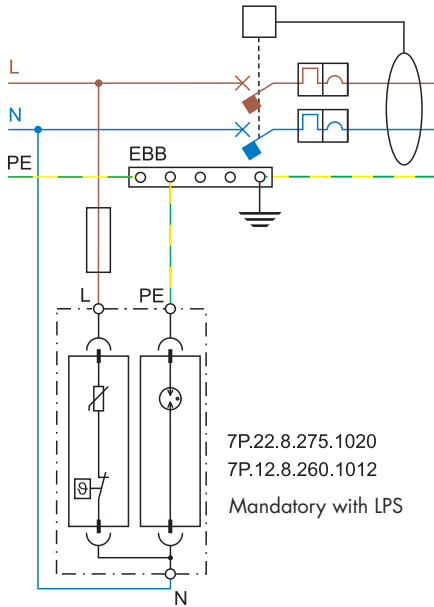 L
N
PE
EBB
L
PE
ϑ
7P.22.8.275.1020
7P.12.8.260.1012
Mandatory with LPS
N